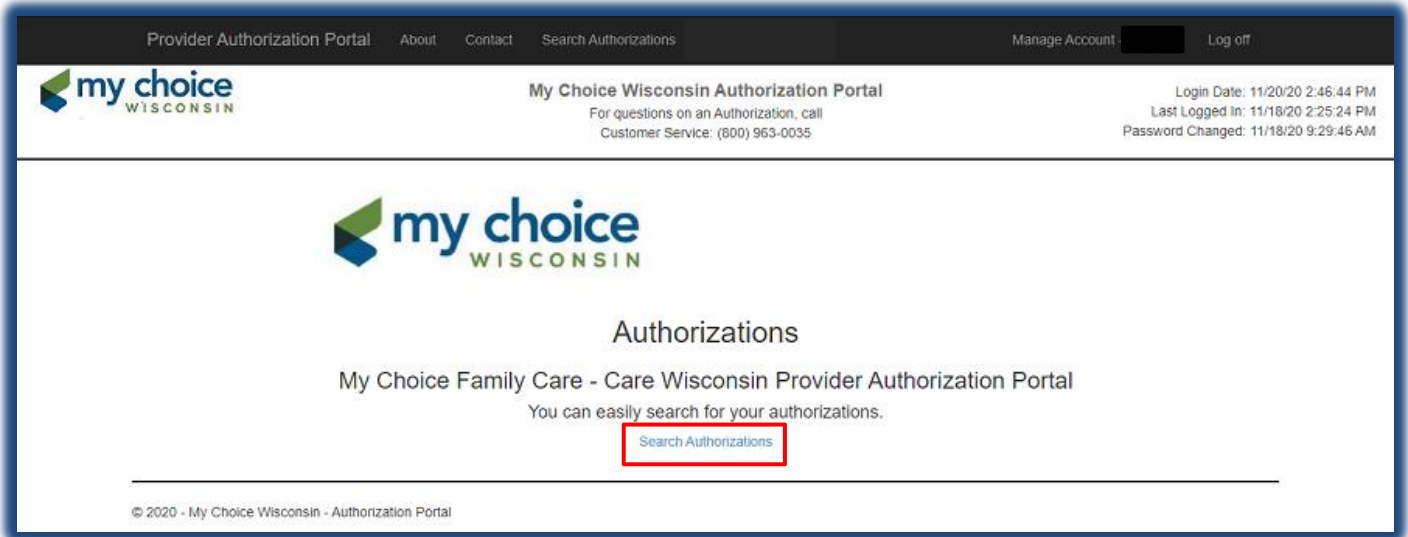 Provider Authorization Portal About Contact Search Authorizations Manage Account - Log off
my choice
WISCONSIN
My Choice Wisconsin Authorization Portal
For questions on an Authorization, call
Customer Service: (800) 963-0035
Login Date: 11/20/20 2:46:44 PM
Last Logged In: 11/18/20 2:25:24 PM
Password Changed: 11/18/20 9:29:46 AM
my choice
WISCONSIN
Authorizations
My Choice Family Care - Care Wisconsin Provider Authorization Portal
You can easily search for your authorizations.
Search Authorizations
© 2020 - My Choice Wisconsin - Authorization Portal